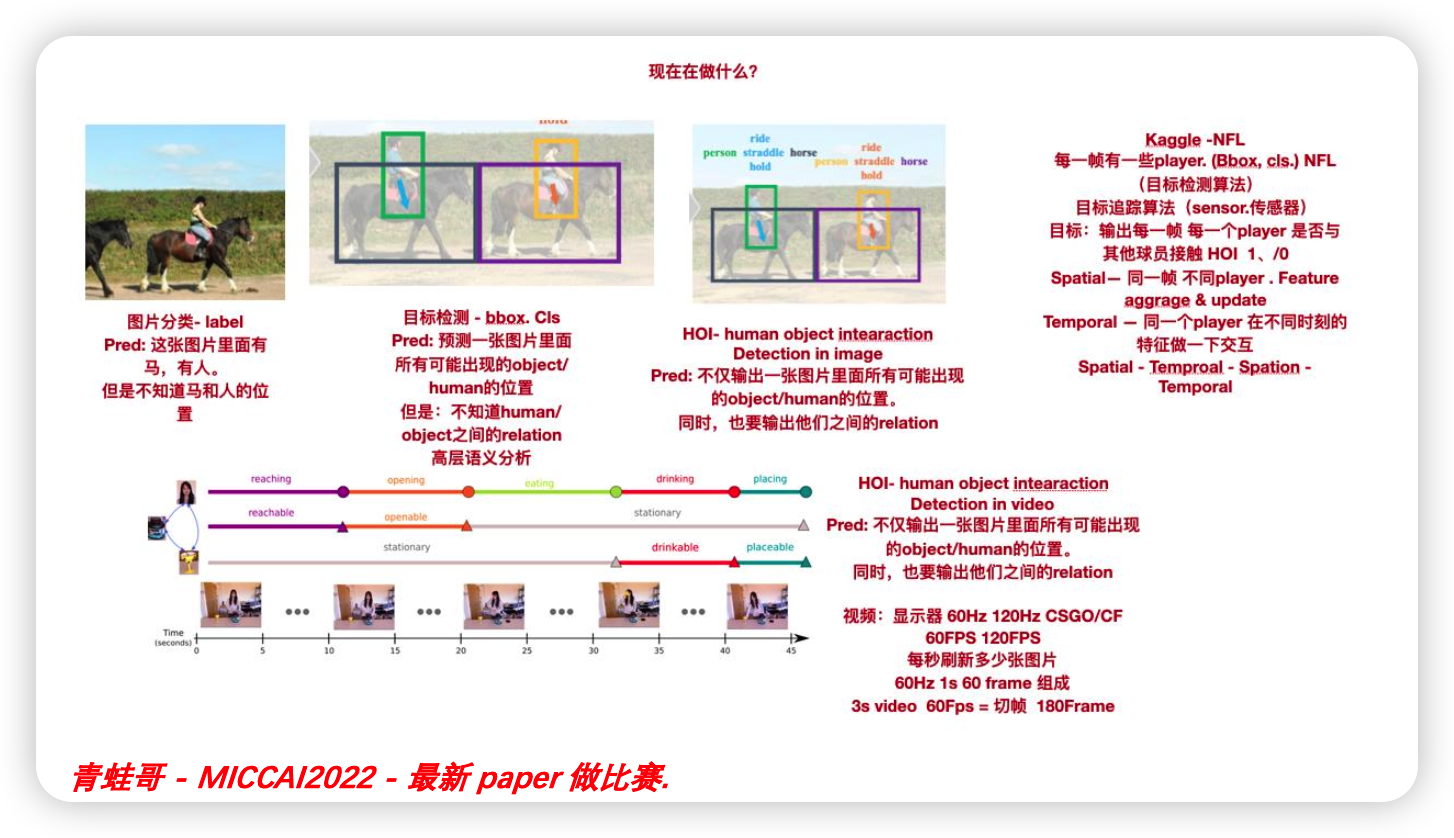 现在在做什么?
图片分类- label
Pred: 这张图片里面有
马，有人。
但是不知道马和人的位
置
目标检测 - bbox. Cls
Pred: 预测一张图片里面
所有可能出现的object/
human的位置
但是：不知道human/
object之间的relation
高层语义分析
ride
person straddle horse
hold
ride
person straddle horse
hold
HOI- human object intearaction
Detection in image
Pred: 不仅输出一张图片里面所有可能出现
的object/human的位置。
同时，也要输出他们之间的relation
Kaggle -NFL
每一帧有一些player. (Bbox, cls.) NFL
（目标检测算法）
目标追踪算法（sensor.传感器）
目标：输出每一帧 每一个player 是否与
其他球员接触 HOI 1、/0
Spatial— 同一帧 不同player . Feature
aggrage & update
Temporal — 同一个player 在不同时刻的
特征做一下交互
Spatial - Temproal - Spation -
Temporal
reaching opening eating drinking placing
reachable openable stationary
stationary drinkable placeable
Time
(seconds)
0 5 10 15 20 25 30 35 40 45
HOI- human object intearaction
Detection in video
Pred: 不仅输出一张图片里面所有可能出现
的object/human的位置。
同时，也要输出他们之间的relation
视频：显示器 60Hz 120Hz CSGO/CF
60FPS 120FPS
每秒刷新多少张图片
60Hz 1s 60 frame 组成
3s video 60Fps = 切帧 180Frame
青蛙哥 - MICCAI2022 - 最新 paper 做比赛.